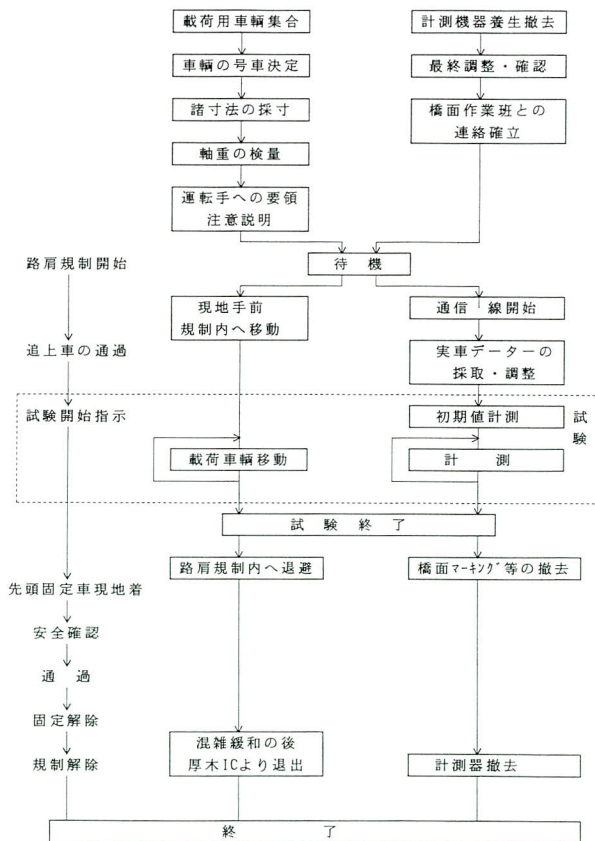 載荷用車輌集合
計測機器養生撤去
車輌の号車決定
最終調整・確認
諸寸法の採寸
橋面作業班との
連絡確立
軸重の検量
運転手への要領
注意説明
路肩規制開始
待機
現地手前
規制内へ移動
通信
線開始
追上車の通過
実車データーの
採取・調整
試験開始指示
初期値計測
試験
載荷車輌移動
計測
試験終了
路肩規制内へ退避
橋面マーキング等の撤去
先頭固定車現地着
安全確認
通過
固定解除
混雑緩和の後
厚木ICより退出
規制解除
計測器撤去
終了